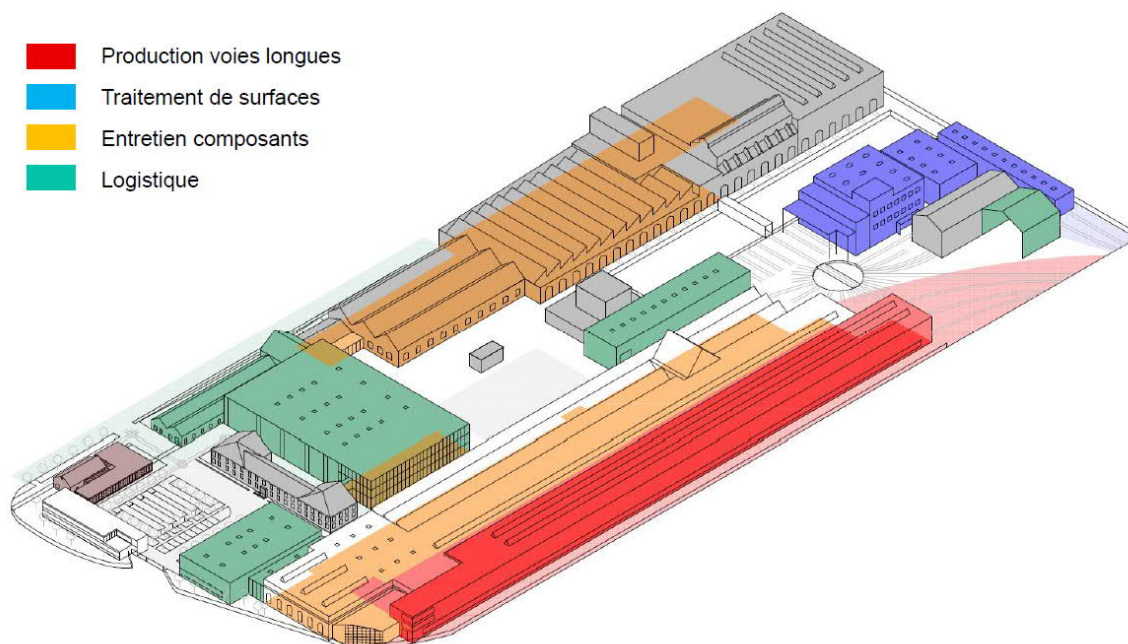 Production voies longues
Traitement de surfaces
Entretien composants
Logistique